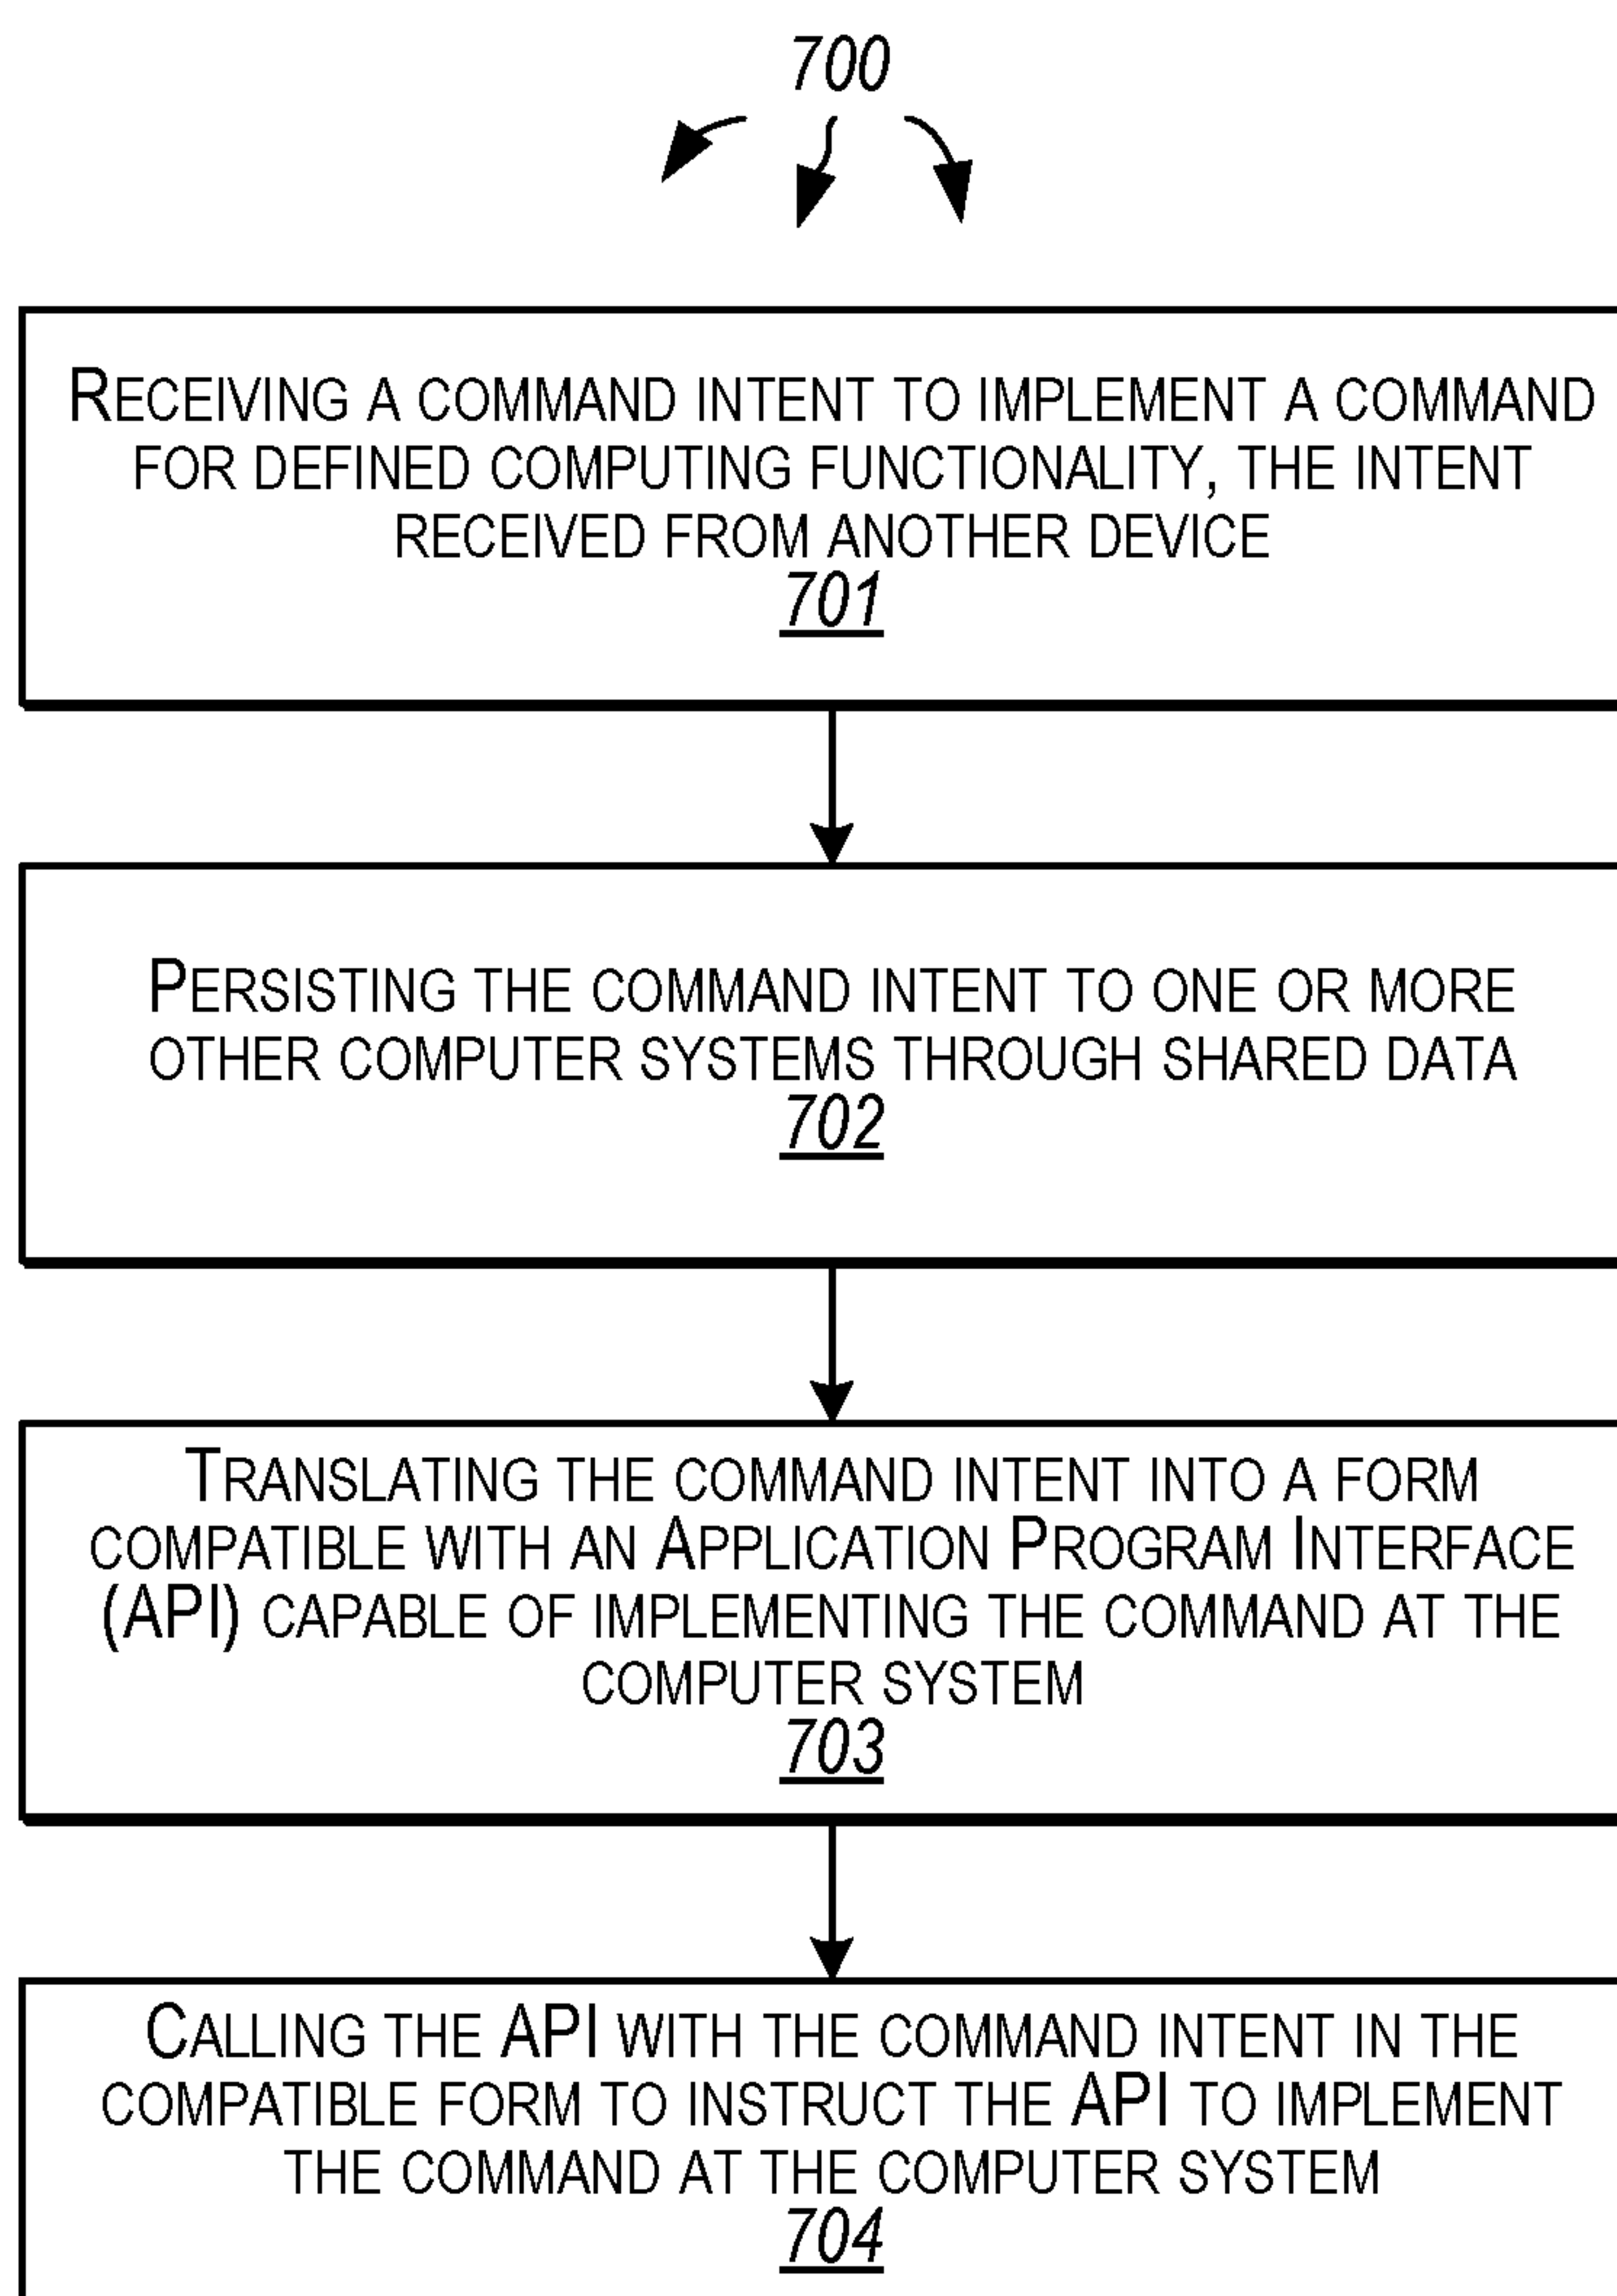 700
RECEIVING A COMMAND INTENT TO IMPLEMENT A COMMAND
FOR DEFINED COMPUTING FUNCTIONALITY, THE INTENT
RECEIVED FROM ANOTHER DEVICE
701
PERSISTING THE COMMAND INTENT TO ONE OR MORE
OTHER COMPUTER SYSTEMS THROUGH SHARED DATA
702
TRANSLATING THE COMMAND INTENT INTO A FORM
COMPATIBLE WITH AN APPLICATION PROGRAM INTERFACE
(API) CAPABLE OF IMPLEMENTING THE COMMAND AT THE
COMPUTER SYSTEM
703
CALLING THE API WITH THE COMMAND INTENT IN THE
COMPATIBLE FORM TO INSTRUCT THE API TO IMPLEMENT
THE COMMAND AT THE COMPUTER SYSTEM
704